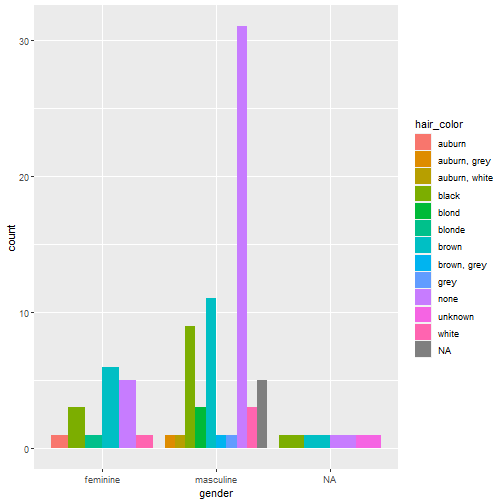 30
20
10
0
count
feminine
masculine
NA
gender
hair_color
auburn
auburn, grey
auburn, white
black
blond
blonde
brown
brown, grey
grey
none
unknown
white
NA